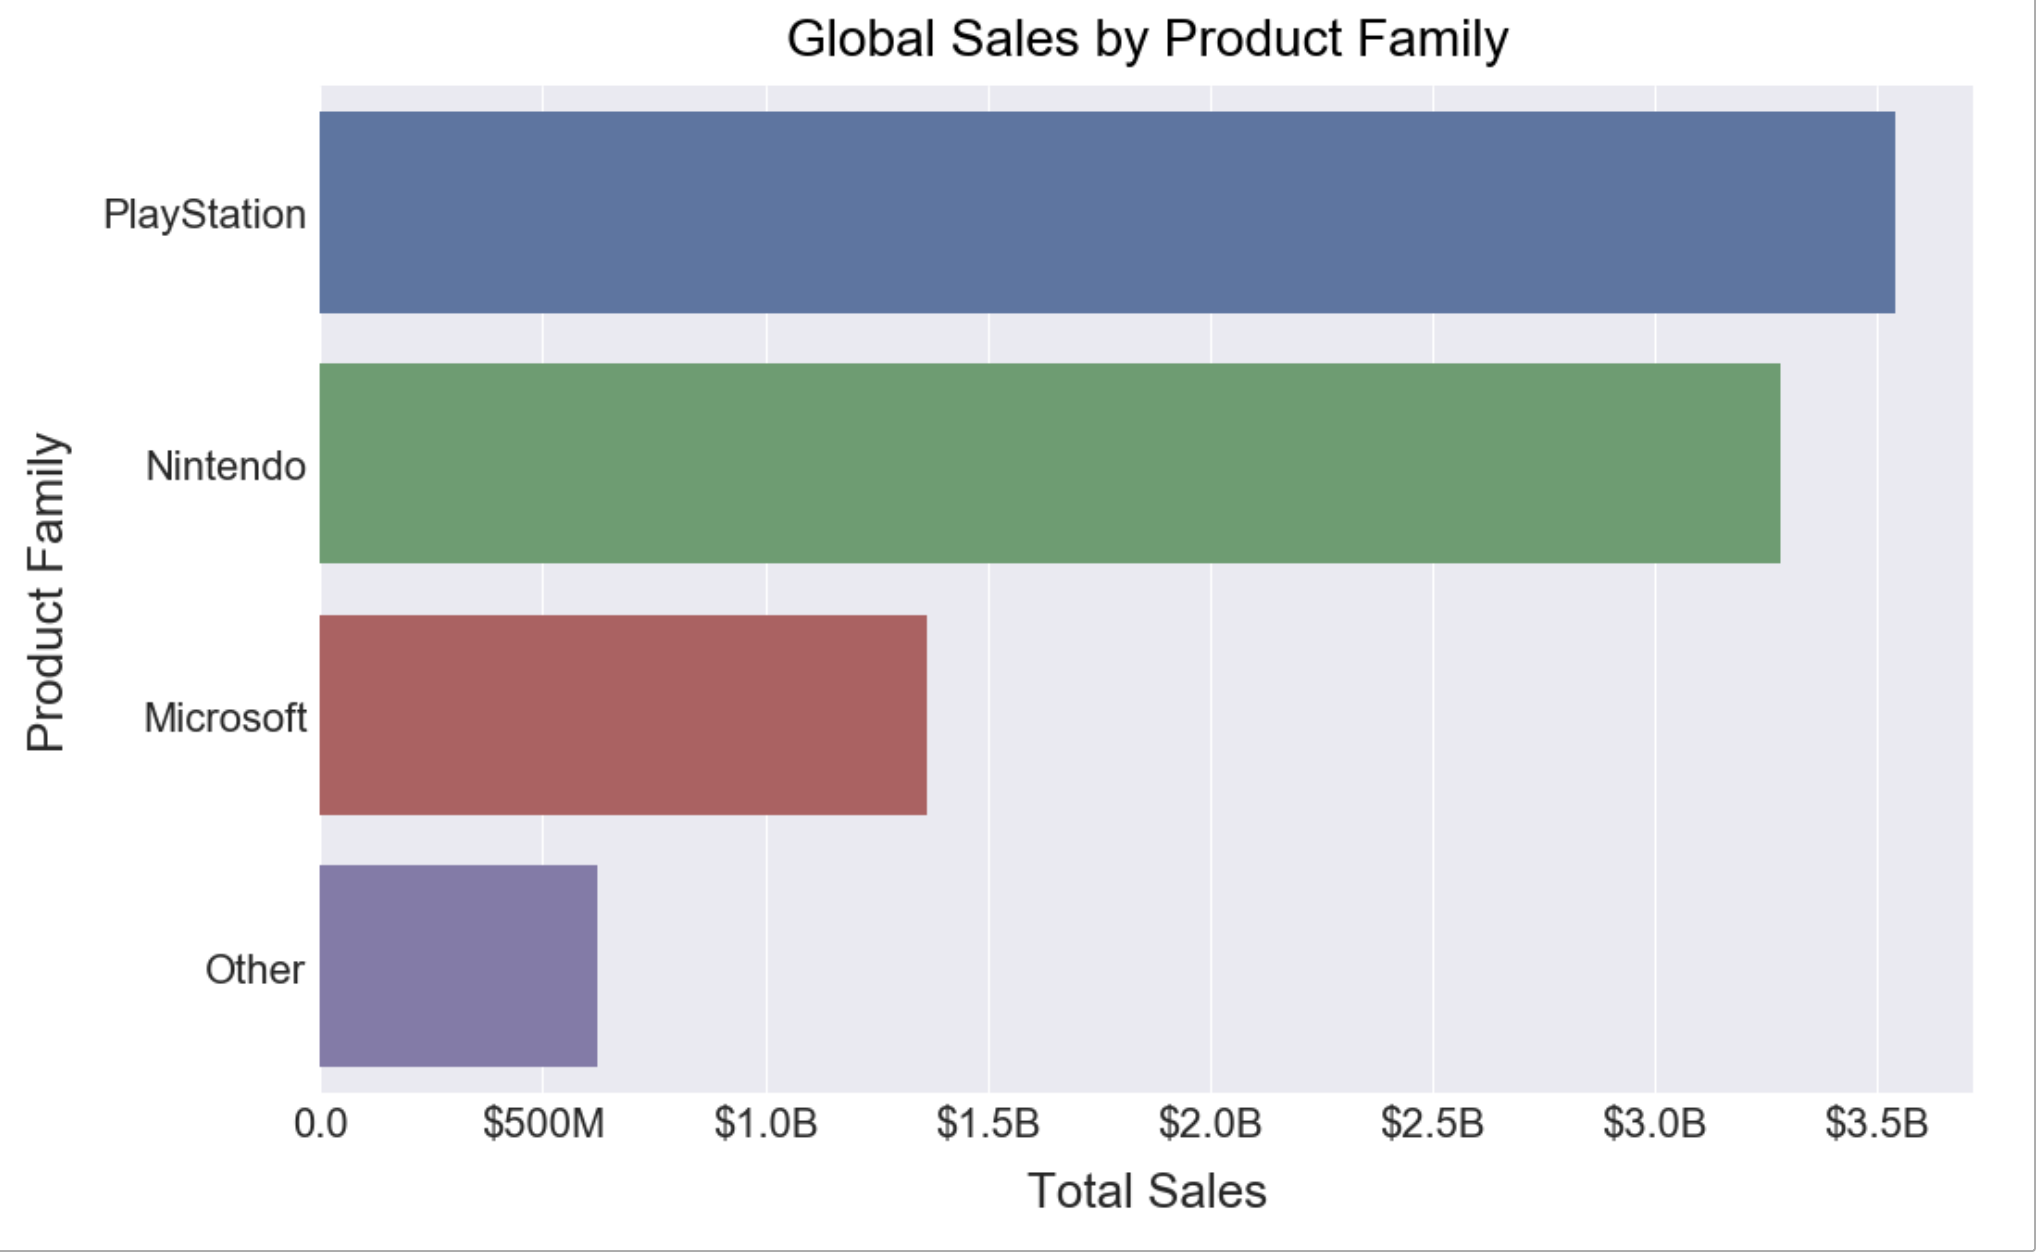 Global Sales by Product Family
Product Family
PlayStation
Nintendo
Microsoft
Other
0.0 $500M $1.0B $1.5B $2.0B $2.5B $3.0B $3.5B
Total Sales